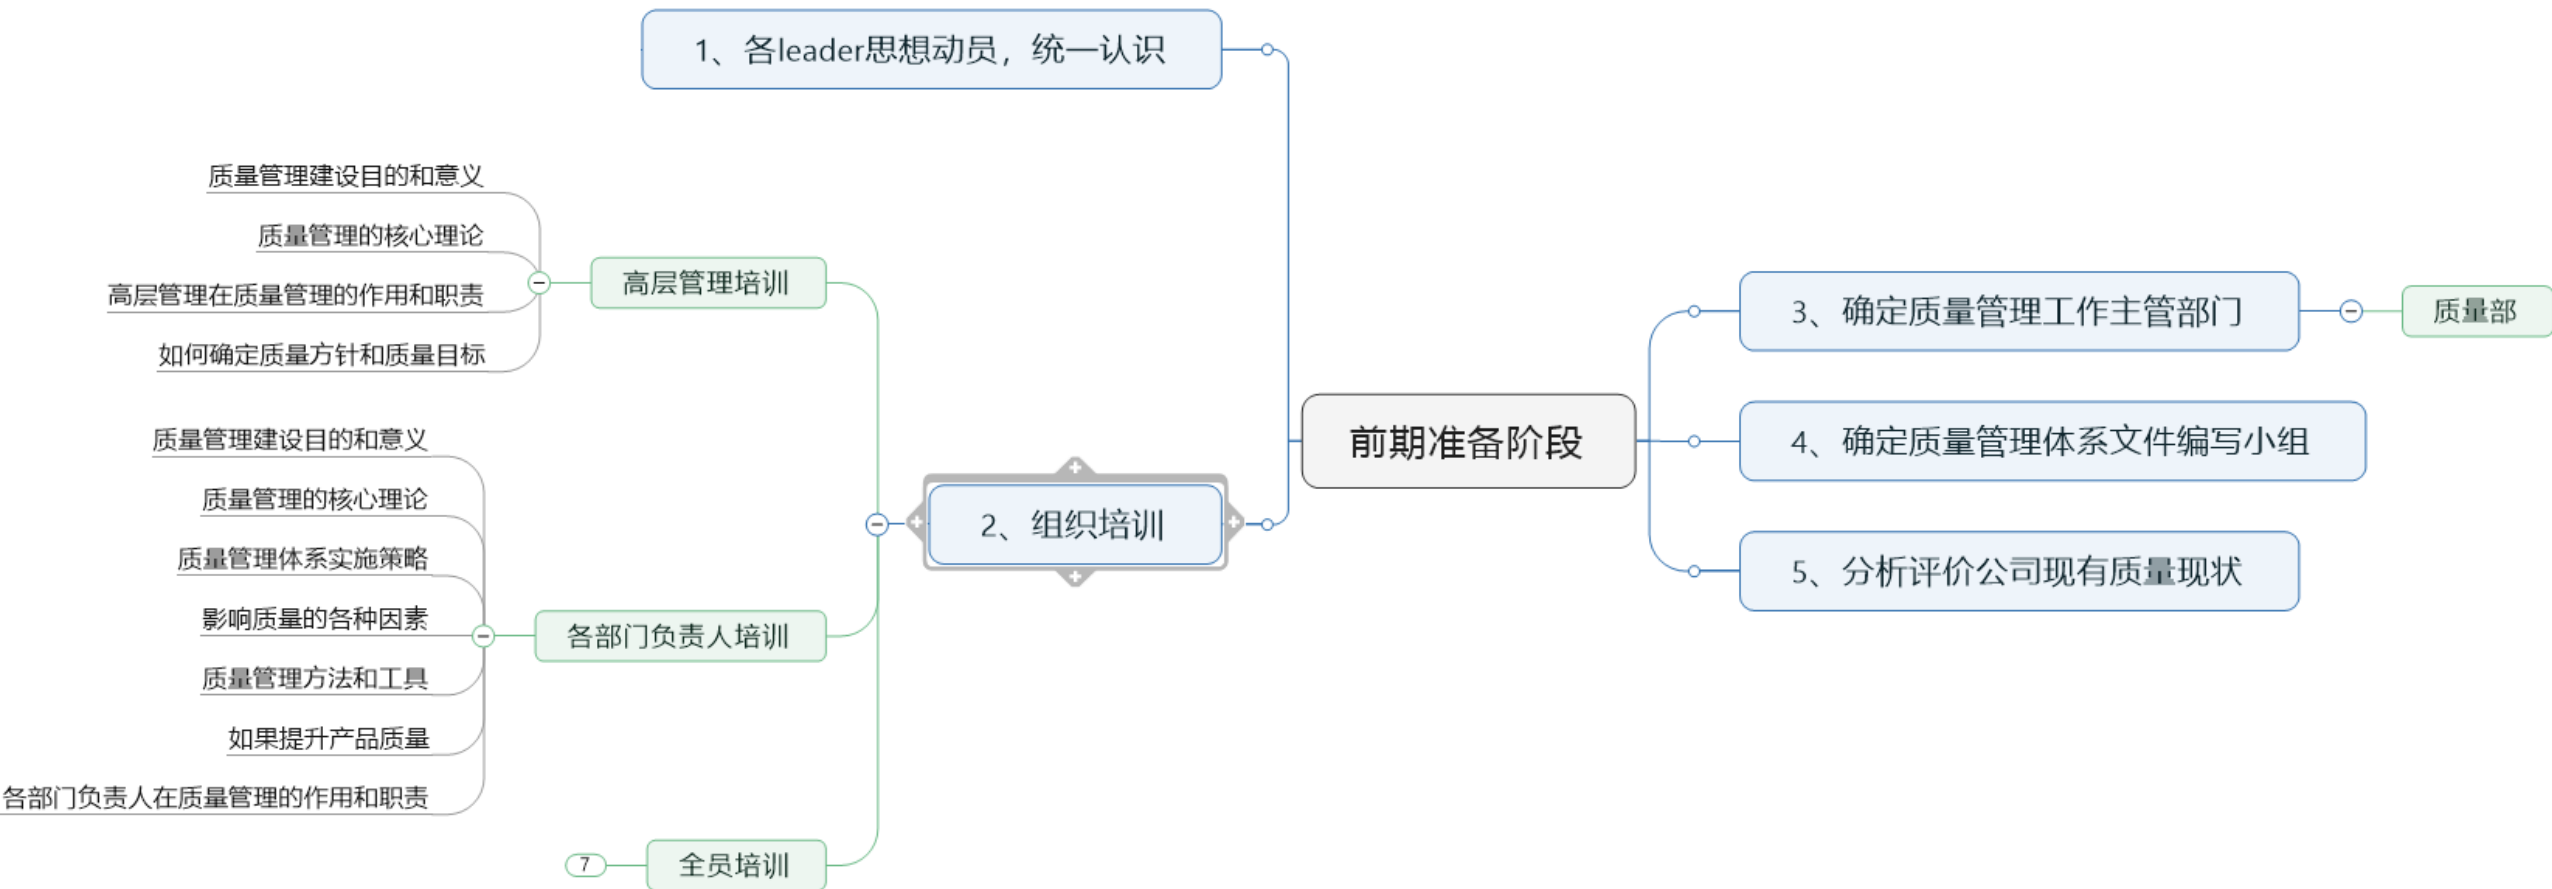 1、各leader思想动员，统一认识
质量管理建设目的和意义
质量管理的核心理论
高层管理在质量管理的作用和职责
如何确定质量方针和质量目标
高层管理培训
质量管理建设目的和意义
质量管理的核心理论
质量管理体系实施策略
影响质量的各种因素
质量管理方法和工具
如果提升产品质量
各部门负责人在质量管理的作用和职责
各部门负责人培训
7
全员培训
2、组织培训
前期准备阶段
3、确定质量管理工作主管部门
质量部
4、确定质量管理体系文件编写小组
5、分析评价公司现有质量现状